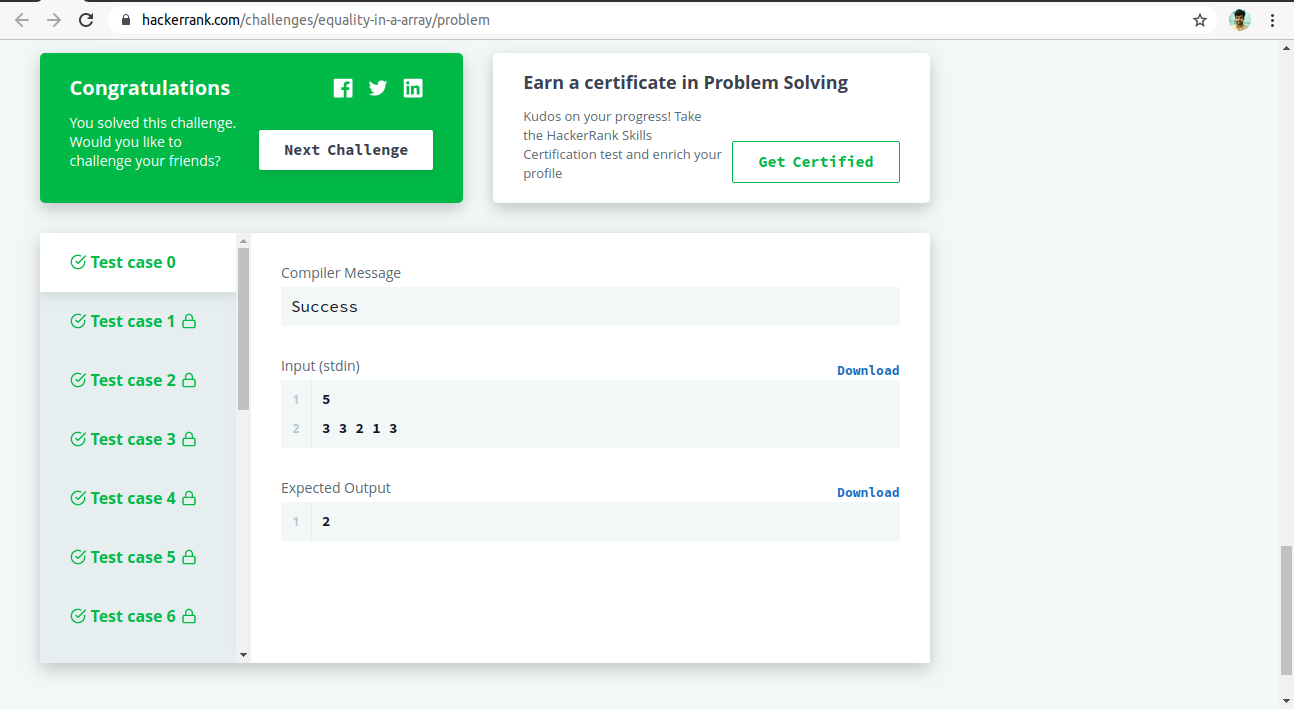 hackerrank.com/challenges/equality-in-a-array/problem
Congratulations
You solved this challenge.
Would you like to
challenge your friends?
Next Challenge
Earn a certificate in Problem Solving
Kudos on your progress! Take
the HackerRank Skills
Certification test and enrich your
profile
Get Certified
Test case 0
Test case 1
Test case 2
Test case 3
Test case 4
Test case 5
Test case 6
Compiler Message
Success
Input (stdin)
Download
1 5
2 3 3 2 1 3
Expected Output
Download
1 2